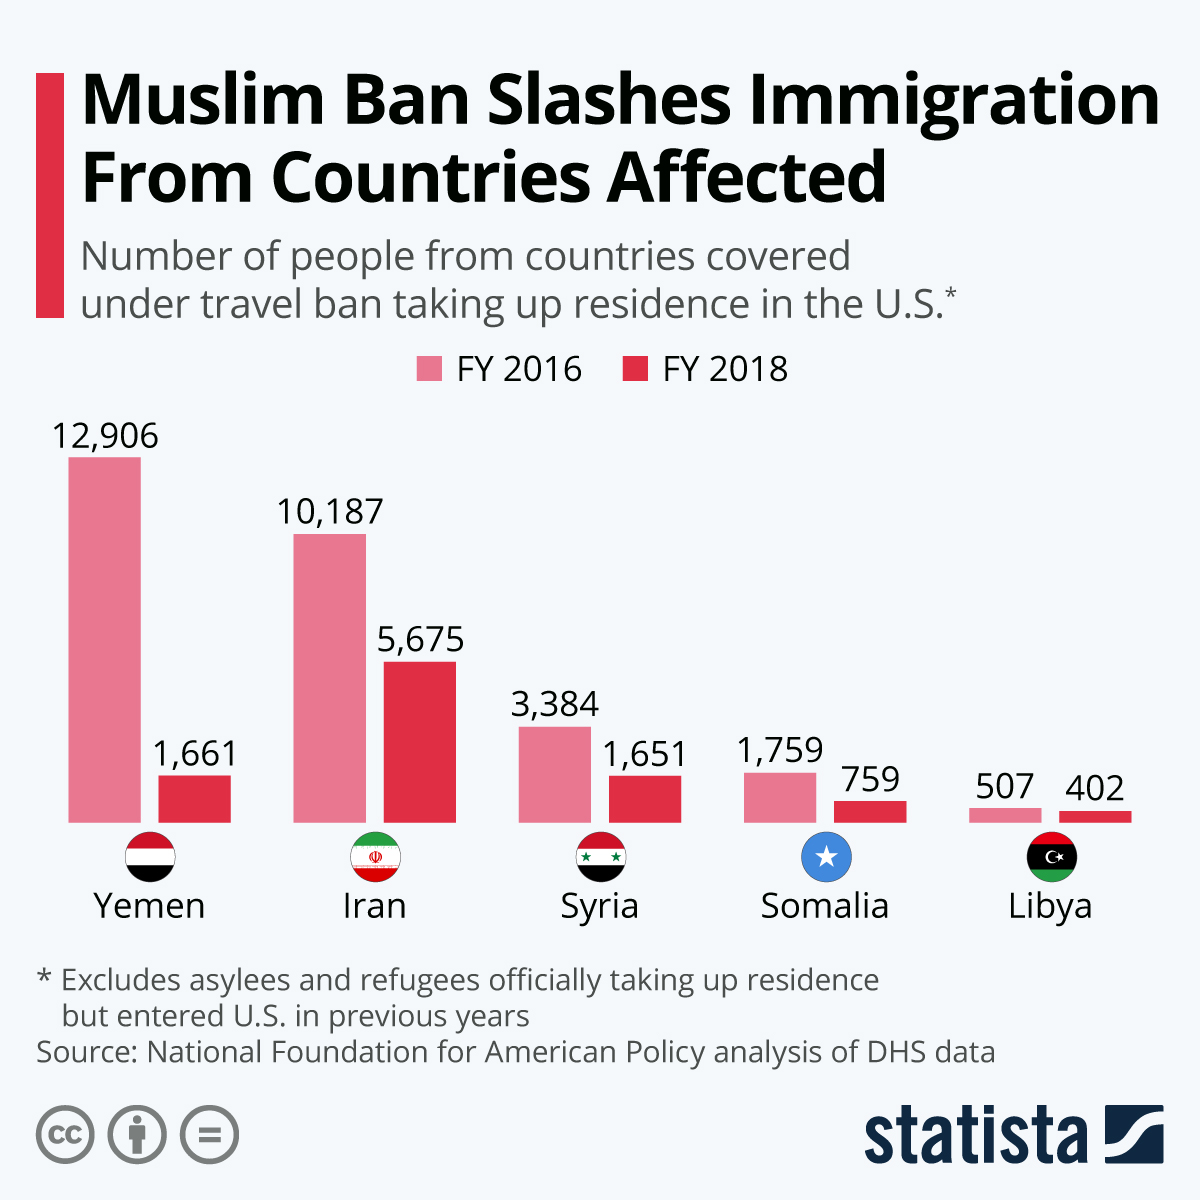 Muslim Ban Slashes Immigration
From Countries Affected
Number of people from countries covered
under travel ban taking up residence in the U.S.*
FY 2016 FY 2018
12,906
10,187
5,675
3,384
1,661
1,651
1,759
759
507
402
Yemen Iran Syria Somalia Libya
* Excludes asylees and refugees officially taking up residence
but entered U.S. in previous years
Source: National Foundation for American Policy analysis of DHS data
cc
statista